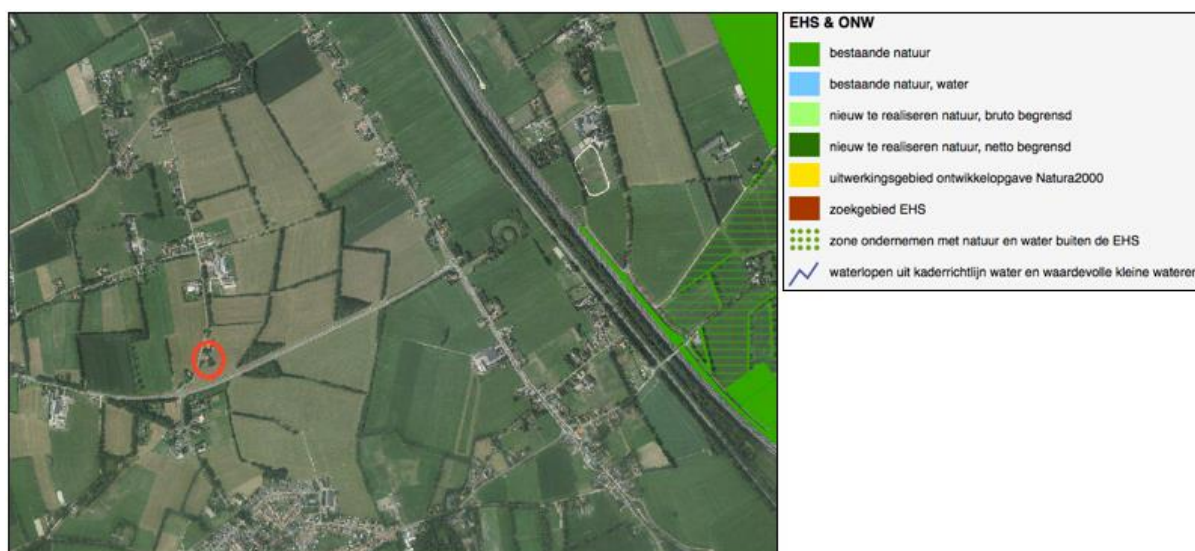 EHS & ONW
bestaande natuur
bestaande natuur, water
nieuw te realiseren natuur, bruto begrensd
nieuw te realiseren natuur, netto begrensd
uitwerkingsgebied ontwikkelopgave Natura2000
zoekgebied EHS
zone ondernemen met natuur en water buiten de EHS
waterlopen uit kaderrichtlijn water en waardevolle kleine wateren